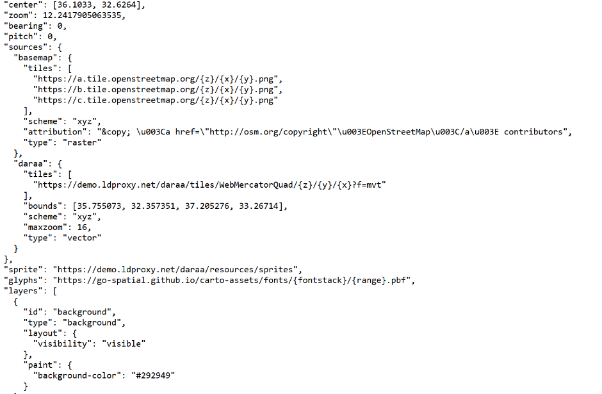 "center": [36.1033, 32.6264],
"zoom": 12.2417905063535,
"bearing": 0,
"pitch": 0,
"sources": {
"basemap": {
"tiles": [
"https://a.tile.openstreetmap.org/{z}/{x}/{y}.png",
"https://b.tile.openstreetmap.org/{z}/{x}/{y}.png",
"https://c.tile.openstreetmap.org/{z}/{x}/{y}.png"
],
"scheme": "xyz",
"attribution": "&copy; \u003Ca href=\"http://osm.org/copyright\"\u003EOpenStreetMap\u003C/a\u003E contributors",
"type": "raster"
},
"daraa": {
"tiles": [
"https://demo.ldproxy.net/daraa/tiles/WebMercatorQuad/{z}/{y}/{x}?f=mvt"
],
"bounds": [35.755073, 32.357351, 37.205276, 33.26714],
"scheme": "xyz",
"maxzoom": 16,
"type": "vector"
}
},
"sprite": "https://demo.ldproxy.net/daraa/resources/sprites",
"glyphs": "https://go-spatial.github.io/carto-assets/fonts/{fontstack}/{range}.pbf",
"layers": [
{
"id": "background",
"type": "background",
"layout": {
"visibility": "visible"
},
"paint": {
"background-color": "#292949"
}